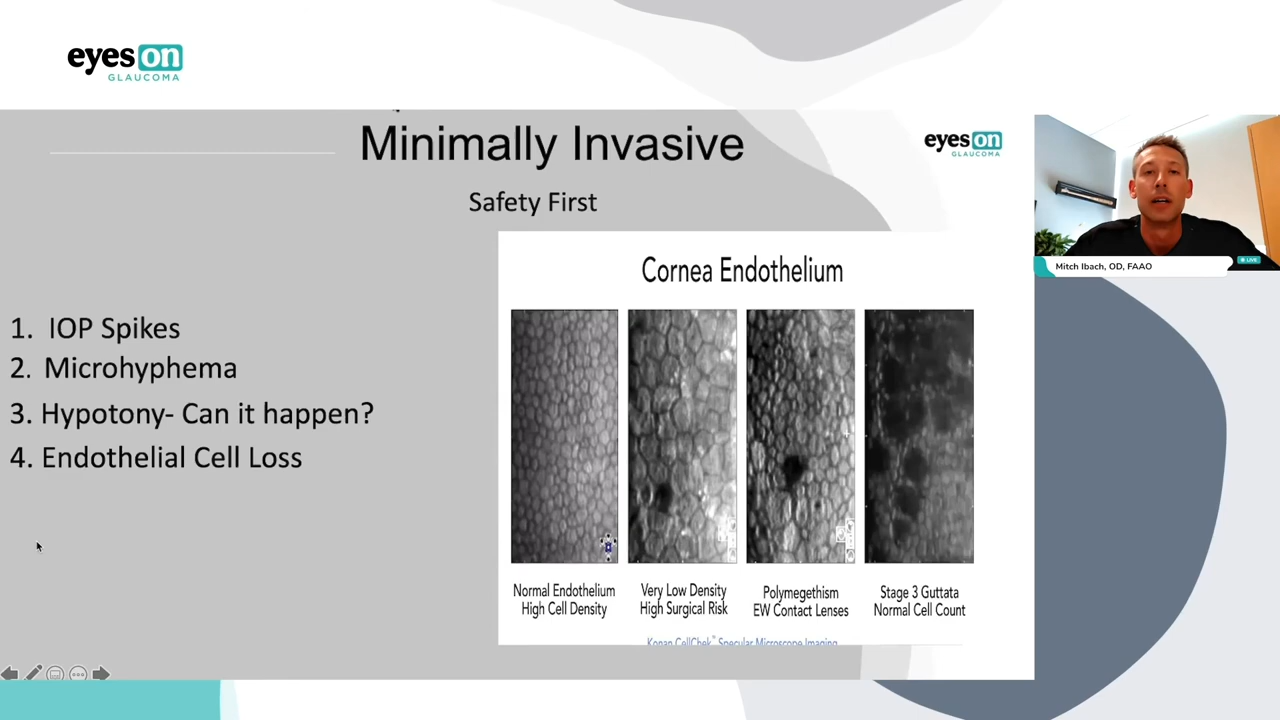 eyes on
GLAUCOMA
Minimally Invasive
eyes on
GLAUCOMA
Safety First
Mitch Ibach, OD, FAAO
LIVE
Cornea Endothelium
1. IOP Spikes
2. Microhyphema
3. Hypotony- Can it happen?
4. Endothelial Cell Loss
Normal Endothelium
High Cell Density
Very Low Density
High Surgical Risk
Polymegethism
EW Contact Lenses
Stage 3 Guttata
Normal Cell Count
Konan CellChek™ Specular Microscope Imaging